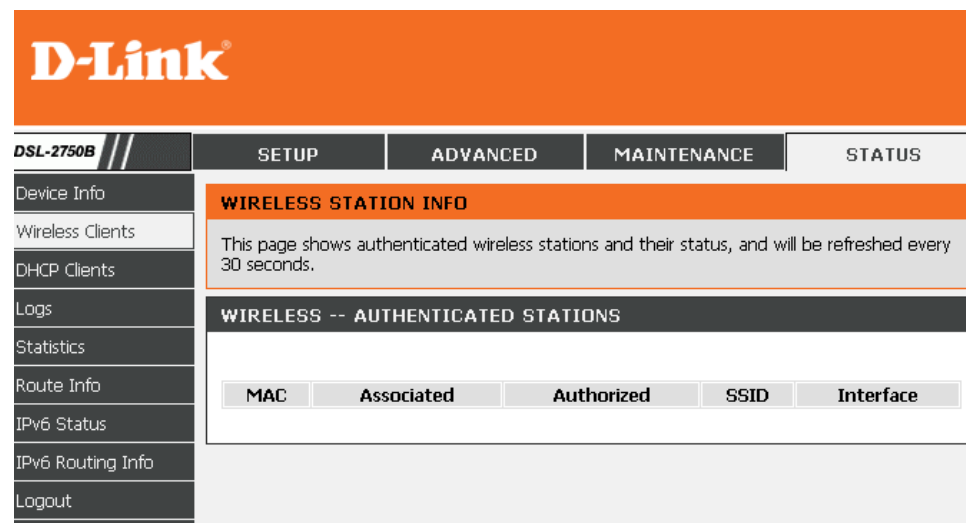 D-Link®
DSL-2750B
SETUP
ADVANCED
MAINTENANCE
STATUS
Device Info
Wireless Clients
DHCP Clients
Logs
Statistics
Route Info
IPv6 Status
IPv6 Routing Info
Logout
WIRELESS STATION INFO
This page shows authenticated wireless stations and their status, and will be refreshed every
30 seconds.
WIRELESS -- AUTHENTICATED STATIONS
MAC Associated Authorized SSID Interface